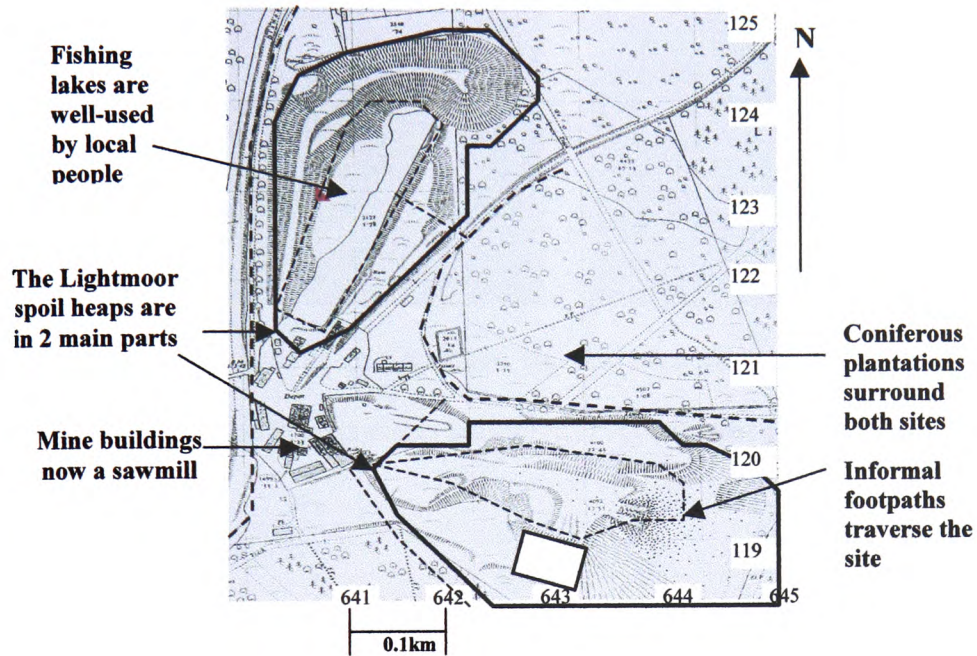 Fishing
lakes are
well-used
by local
people
The Lightmoor
spoil heaps are
in 2 main parts
Mine buildings
now a sawmill
N
125
124
123
122
121
120
119
Coniferous
plantations
surround
both sites
Informal
footpaths
traverse the
site
641
642
643
644
645
0.1km